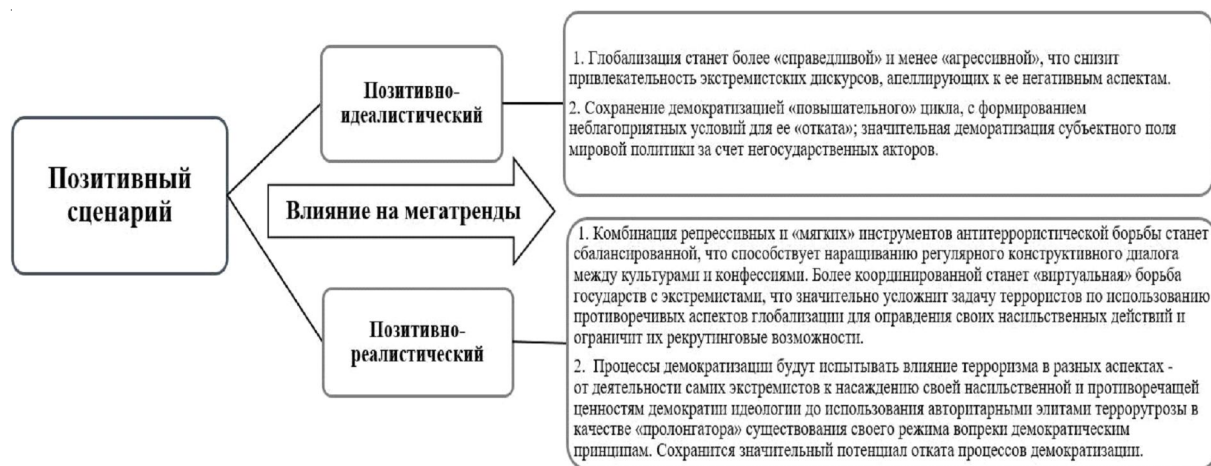 Позитивный
сценарий
Позитивно-
идеалистический
Влияние на мегатренды
Позитивно-
реалистический
1. Глобализация станет более «справедливой» и менее «агрессивной», что снизит
привлекательность экстремистских дискурсов, апеллирующих к ее негативным аспектам.
2. Сохранение демократизацией «повышательного» цикла, с формированием
неблагоприятных условий для ее «отката»; значительная деморатизация субъектного поля
мировой политики за счет негосударственных акторов.
1. Комбинация репрессивных и «мягких» инструментов антитеррористической борьбы станет
сбалансированной, что способствует наращиванию регулярного конструктивного диалога
между культурами и конфессиями. Более координированной станет «виртуальная» борьба
государств с экстремистами, что значительно усложнит задачу террористов по использованию
противоречивых аспектов глобализации для оправдения своих насильственных действий и
ограничит их рекрутинговые возможности.
2. Процессы демократизации будут испытывать влияние терроризма в разных аспектах -
от деятельности самих экстремистов к насаждению своей насильственной и противоречащей
ценностям демократии идеологии до использования авторитарными элитами терроругрозы в
качестве «пролонгатора» существования своего режима вопреки демократическим
принципам. Сохранится значительный потенциал отката процессов демократизации.